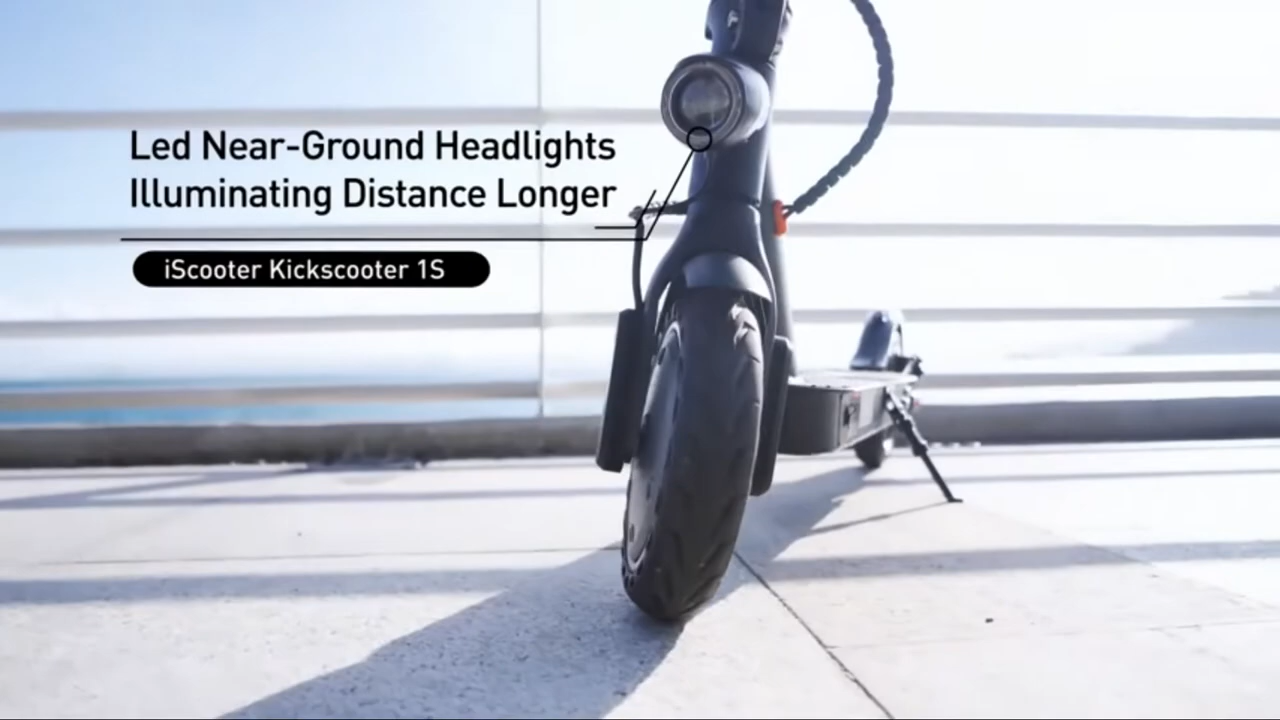 Led Near-Ground Headlights
Illuminating Distance Longer
iScooter Kickscooter 1S